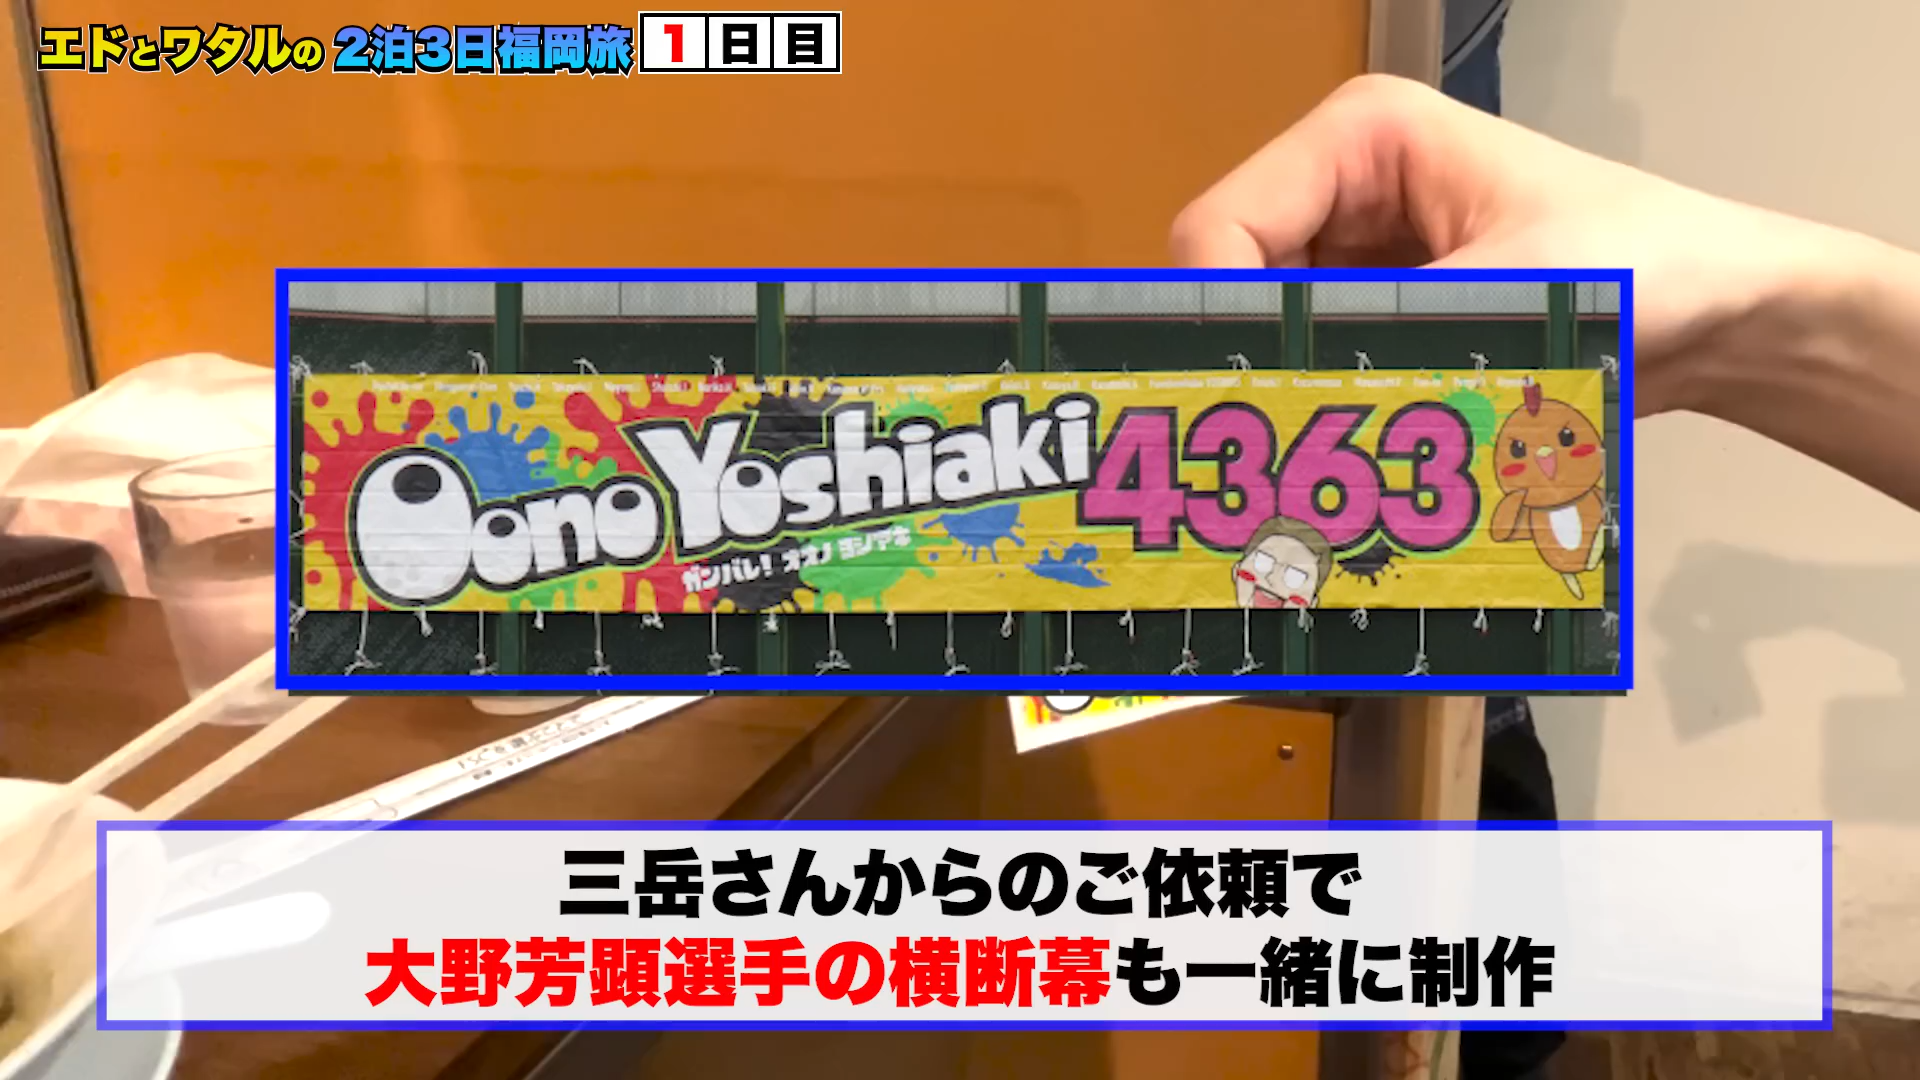 エドとワタルの 2泊3日福岡旅 1日目
Oono Yoshiaki 4363
ガンバレ! オオノ ヨシアキ
三岳さんからのご依頼で
大野芳顕選手の横断幕も一緒に制作